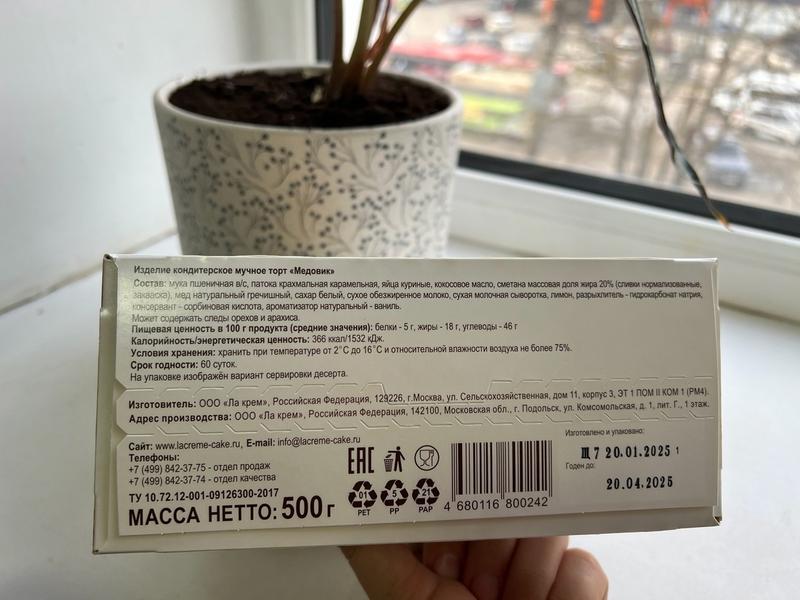 Изделие кондитерское мучное торт «Медовик»
Состав: мука пшеничная в/с, патока крахмальная карамельная, яйца куриные, кокосовое масло, сметана массовая доля жира 20% (сливки нормализованные,
закваска), мед натуральный гречишный, сахар белый, сухое обезжиренное молоко, сухая молочная сыворотка, лимон, разрыхлитель - гидрокарбонат натрия,
консервант - сорбиновая кислота, ароматизатор натуральный - ваниль.
Может содержать следы орехов и арахиса.
Пищевая ценность в 100 г продукта (средние значения): белки - 5 г, жиры - 18 г, углеводы - 46 г
Калорийность/энергетическая ценность: 366 ккал/1532 кДж.
Условия хранения: хранить при температуре от 2°С до 16°С и относительной влажности воздуха не более 75%.
Срок годности: 60 суток.
На упаковке изображён вариант сервировки десерта.
Изготовитель: ООО «Ла крем», Российская Федерация, 129226, г.Москва, ул. Сельскохозяйственная, дом 11, корпус 3, ЭТ 1 ПОМ II КОМ 1 (РМ4).
Адрес производства: ООО «Ла крем», Российская Федерация, 142100, Московская обл., г. Подольск, ул. Комсомольская, д. 1, лит. Г., 1 этаж.
Сайт: www.lacreme-cake.ru, E-mail: info@lacreme-cake.ru
Телефоны:
+7 (499) 842-37-75 - отдел продаж
+7 (499) 842-37-74 - отдел качества
ТУ 10.72.12-001-09126300-2017
МАССА НЕТТО: 500 г
EAC
01 PET
5 PP
21 PAP
4 680116 800242
Изготовлено и упаковано:
Ш 7 20.01.2025 1
Годен до:
20.04.2025